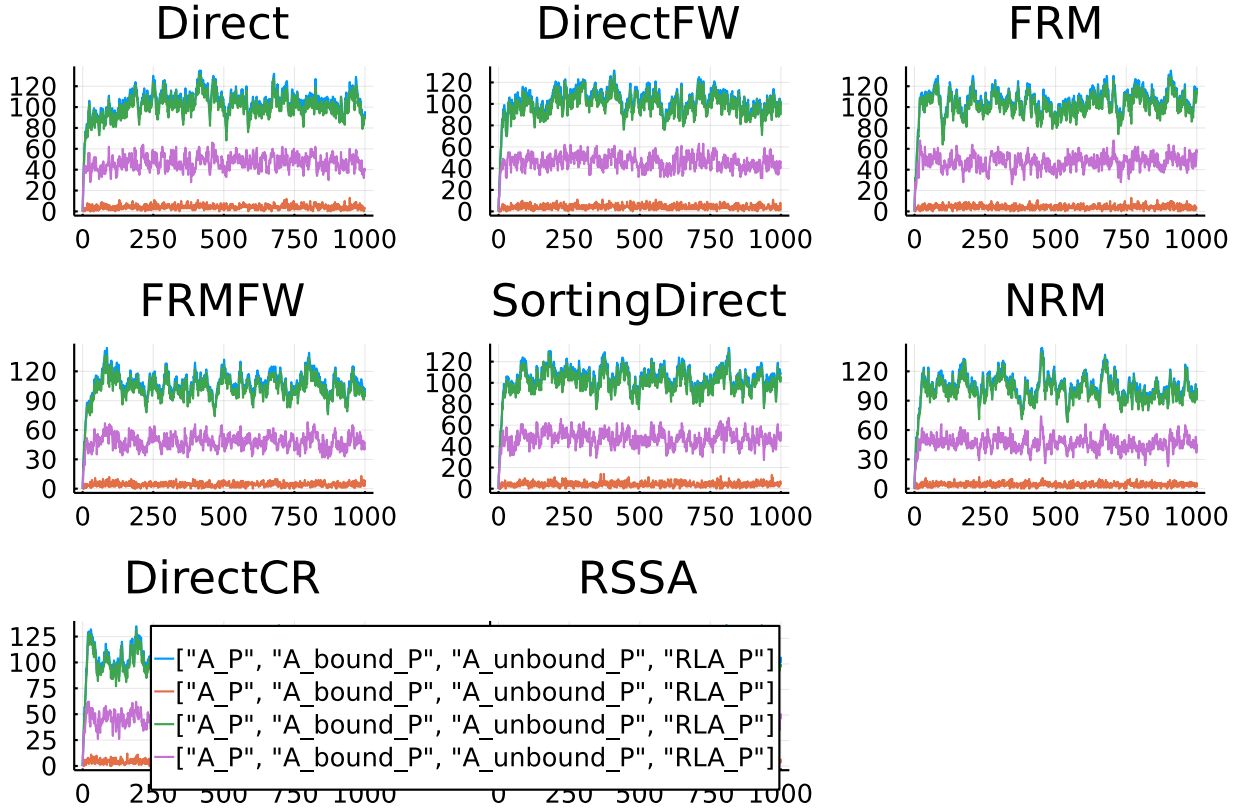 Direct DirectFW FRM
120 120 120
100 100 100
80 80 80
60 60 60
40 40 40
20 20 20
0 0 0
0 250 500 750 1000 0 250 500 750 1000 0 250 500 750 1000
FRMFW SortingDirect NRM
120 120 120
90 100 90
60 80 60
30 60 30
0 40 0
20
0
0 250 500 750 1000 0 250 500 750 1000 0 250 500 750 1000
DirectCR RSSA
125
100
75
50
25
0
["A_P", "A_bound_P", "A_unbound_P", "RLA_P"]
["A_P", "A_bound_P", "A_unbound_P", "RLA_P"]
["A_P", "A_bound_P", "A_unbound_P", "RLA_P"]
["A_P", "A_bound_P", "A_unbound_P", "RLA_P"]
0 250 500 750 1000 250 500 750 1000